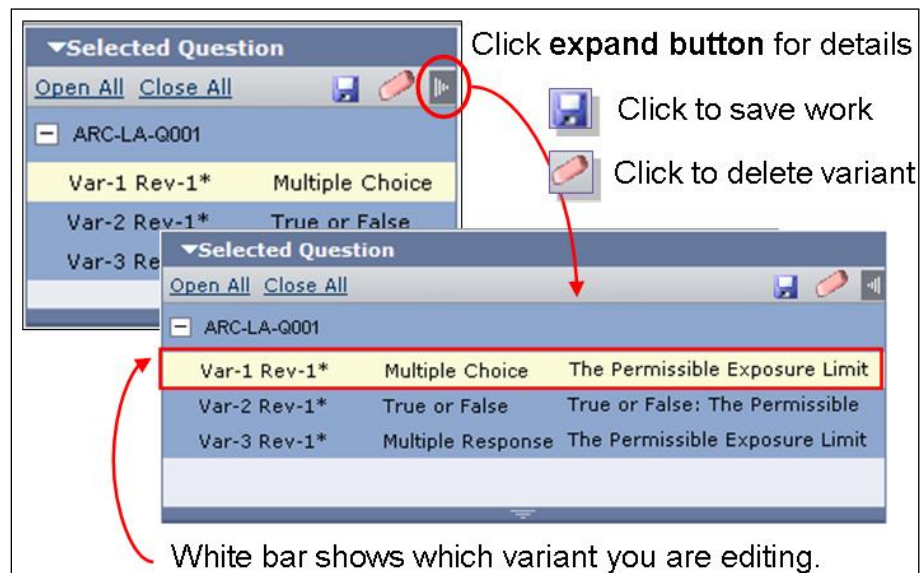 ▼Selected Question
Open All Close All
ARC-LA-Q001
Var-1 Rev-1* Multiple Choice
Var-2 Rev-1* True or False
Var-3 Re
Click expand button for details
Click to save work
Click to delete variant
▼Selected Question
Open All Close All
ARC-LA-Q001
Var-1 Rev-1* Multiple Choice The Permissible Exposure Limit
Var-2 Rev-1* True or False True or False: The Permissible
Var-3 Rev-1* Multiple Response The Permissible Exposure Limit
White bar shows which variant you are editing.